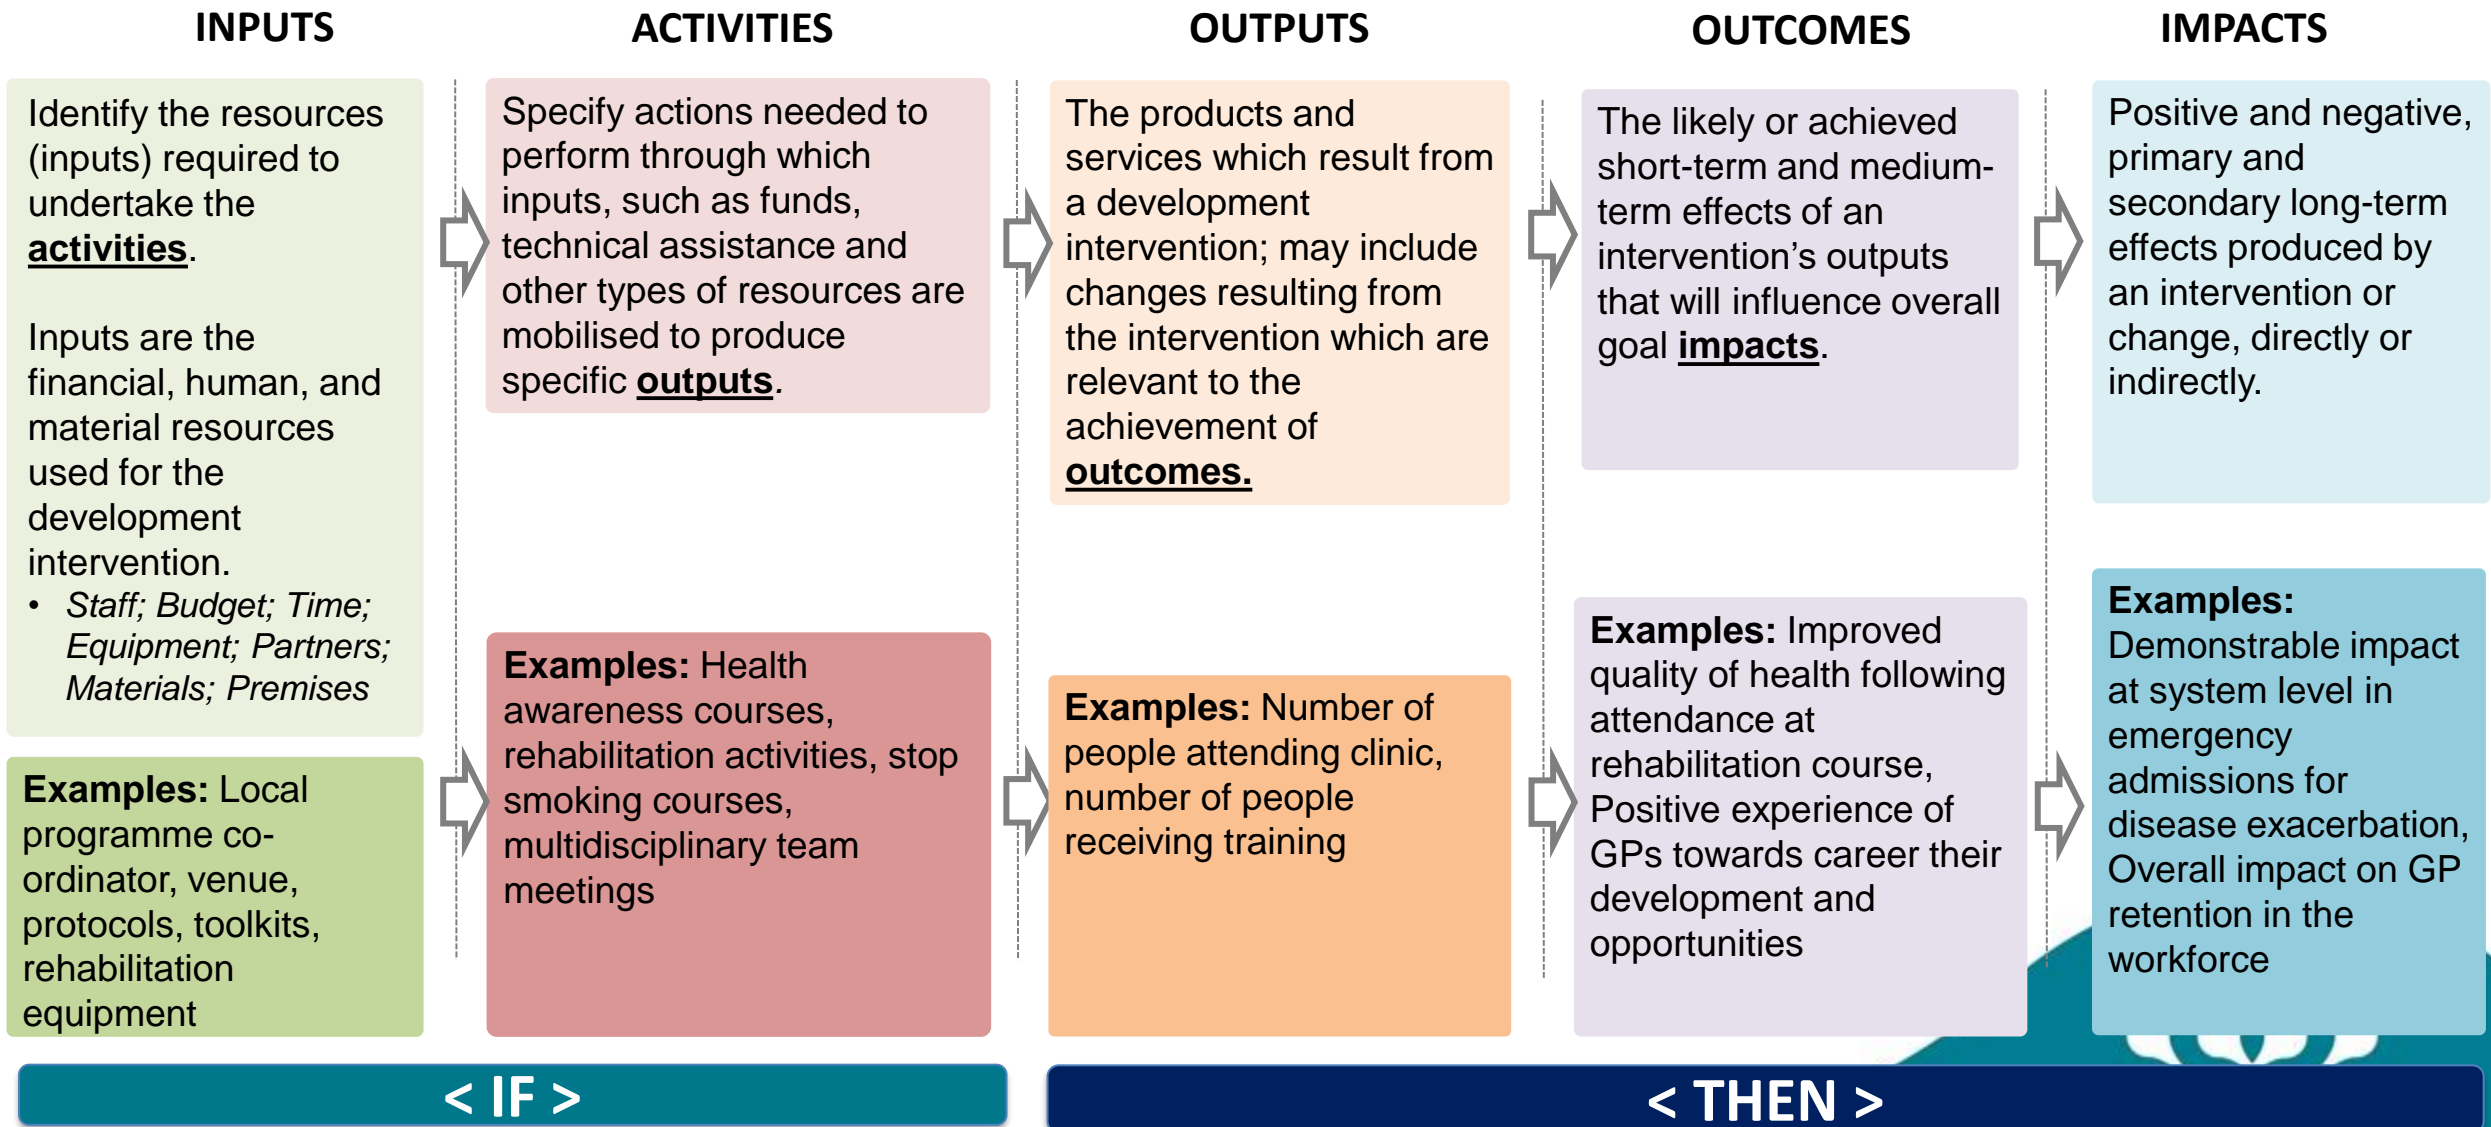 INPUTS
ACTIVITIES
OUTPUTS
OUTCOMES
IMPACTS
Identify the resources
(inputs) required to
undertake the
activities.
Inputs are the
financial, human, and
material resources
used for the
development
intervention.
• Staff; Budget; Time;
Equipment; Partners;
Materials; Premises
Specify actions needed to
perform through which
inputs, such as funds,
technical assistance and
other types of resources are
mobilised to produce
specific outputs.
The products and
services which result from
a development
intervention; may include
changes resulting from
the intervention which are
relevant to the
achievement of
outcomes.
The likely or achieved
short-term and medium-
term effects of an
intervention’s outputs
that will influence overall
goal impacts.
Positive and negative,
primary and
secondary long-term
effects produced by
an intervention or
change, directly or
indirectly.
Examples: Local
programme co-
ordinator, venue,
protocols, toolkits,
rehabilitation
equipment
Examples: Health
awareness courses,
rehabilitation activities, stop
smoking courses,
multidisciplinary team
meetings
Examples: Number of
people attending clinic,
number of people
receiving training
Examples: Improved
quality of health following
attendance at
rehabilitation course,
Positive experience of
GPs towards career their
development and
opportunities
Examples:
Demonstrable impact
at system level in
emergency
admissions for
disease exacerbation,
Overall impact on GP
retention in the
workforce
< IF >
< THEN >